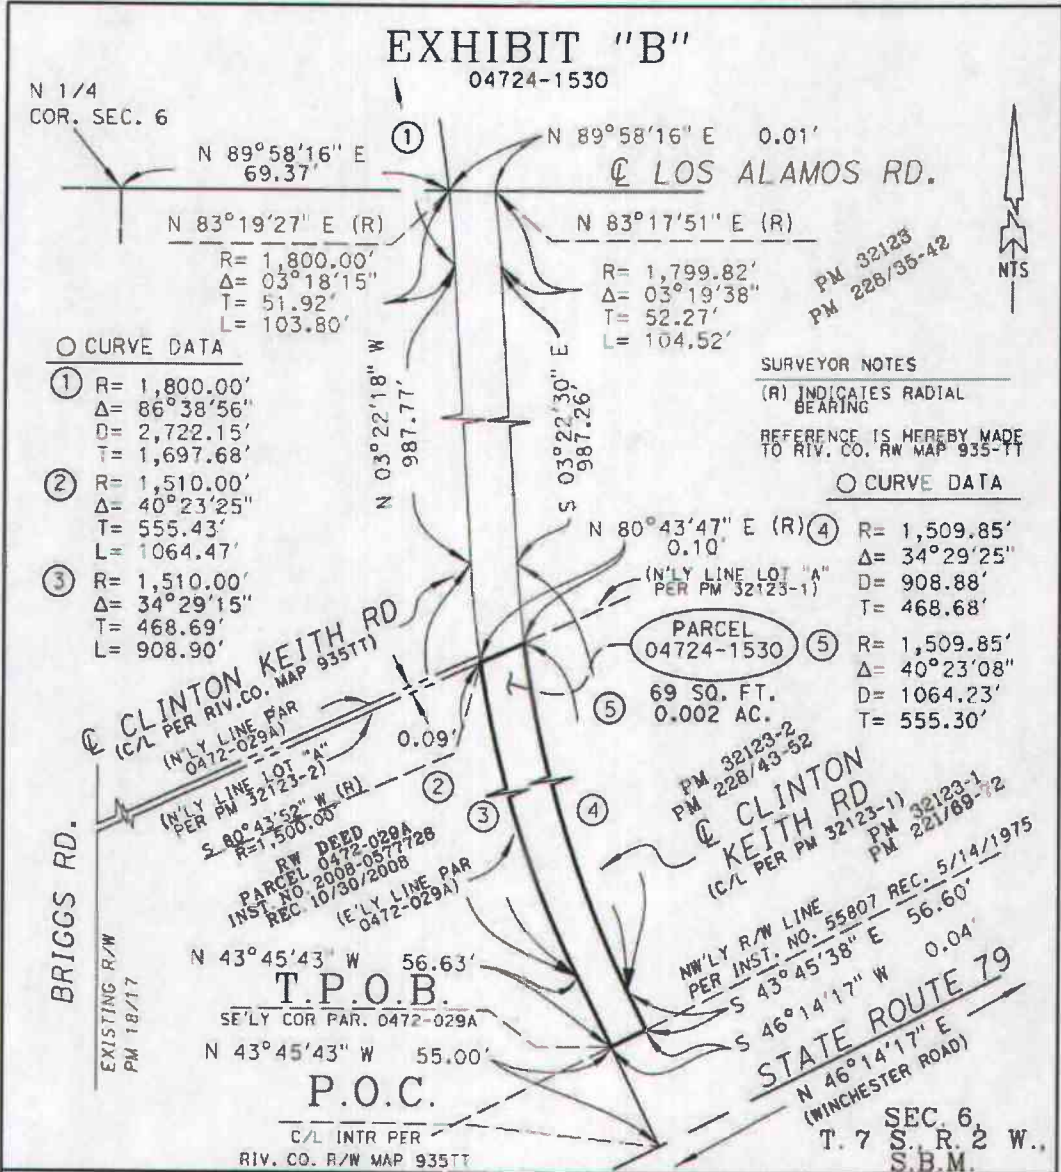 EXHIBIT "B"
04724-1530
N 1/4
COR. SEC. 6
①
N 89°58'16" E 0.01'
N 89°58'16" E
69.37'
℄ LOS ALAMOS RD.
N 83°19'27" E (R)
R= 1,800.00'
Δ= 03°18'15"
T= 51.92'
L= 103.80'
N 83°17'51" E (R)
R= 1,799.82'
Δ= 03°19'38"
T= 52.27'
L= 104.52'
PM 32123
PM 228/35-42
NTS
○ CURVE DATA
① R= 1,800.00'
Δ= 86°38'56"
D= 2,722.15'
T= 1,697.68'
② R= 1,510.00'
Δ= 40°23'25"
T= 555.43'
L= 1064.47'
③ R= 1,510.00'
Δ= 34°29'15"
T= 468.69'
L= 908.90'
N 03°22'18" W
987.77'
S 03°22'30" E
987.26'
SURVEYOR NOTES
(R) INDICATES RADIAL
BEARING
REFERENCE IS HEREBY MADE
TO RIV. CO. RW MAP 935-TT
○ CURVE DATA
④ R= 1,509.85'
Δ= 34°29'25"
D= 908.88'
T= 468.68'
⑤ R= 1,509.85'
Δ= 40°23'08"
D= 1064.23'
T= 555.30'
N 80°43'47" E (R)
0.10'
(N'LY LINE LOT "A"
PER PM 32123-1)
PARCEL
04724-1530
69 SQ. FT.
0.002 AC.
⑤
℄ CLINTON KEITH RD
(C/L PER RIV.CO. MAP 935TT)
(N'LY LINE PAR
0472-029A)
0.09'
(N'LY LINE LOT "A"
PER PM 32123-2)
S 80°43'52" W (R)
R=1,500.00'
②
③
④
RW DEED
PARCEL 0472-029A
INST. NO. 2008-0577728
REC. 10/30/2008
(E'LY LINE PAR
0472-029A)
PM 32123-2
PM 228/43-52
℄ CLINTON
KEITH RD
(C/L PER PM 32123-1)
PM 32123-1
PM 221/69-72
BRIGGS RD.
EXISTING R/W
PM 18/17
NW'LY R/W LINE
PER INST. NO. 55807 REC. 5/14/1975
N 43°45'43" W 56.63'
T.P.O.B.
SE'LY COR PAR. 0472-029A
S 43°45'38" E 56.60'
S 46°14'17" W 0.04'
N 43°45'43" W 55.00'
P.O.C.
C/L INTR PER
RIV. CO. R/W MAP 935TT
STATE ROUTE 79
N 46°14'17" E
(WINCHESTER ROAD)
SEC. 6,
T. 7 S., R. 2 W.,
S.B.M.